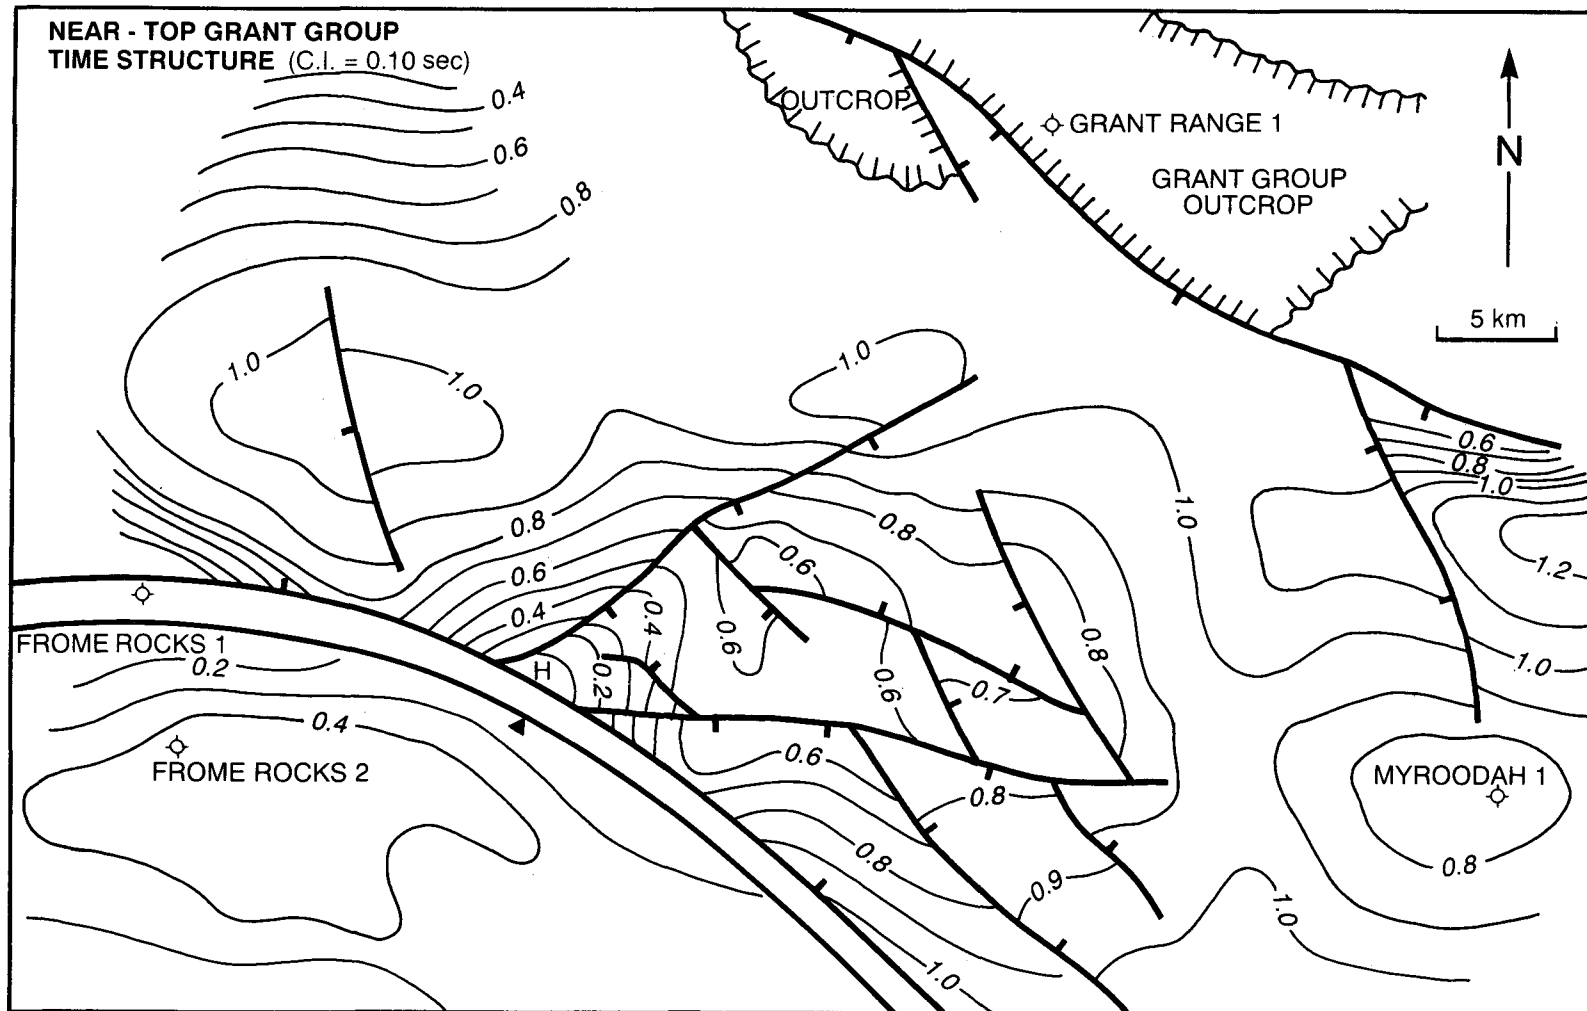 NEAR - TOP GRANT GROUP
TIME STRUCTURE (C.I. = 0.10 sec)
0.4
0.6
0.8
OUTCROP
GRANT RANGE 1
GRANT GROUP
OUTCROP
N
5 km
1.0
1.0
1.0
0.6
0.8
1.0
1.2
1.0
0.8
0.8
0.6
0.6
0.4
0.4
0.6
0.8
FROME ROCKS 1
0.2
H
0.2
0.6
0.7
1.0
0.4
FROME ROCKS 2
0.6
0.8
MYROODAH 1
0.8
0.8
0.9
1.0
1.0